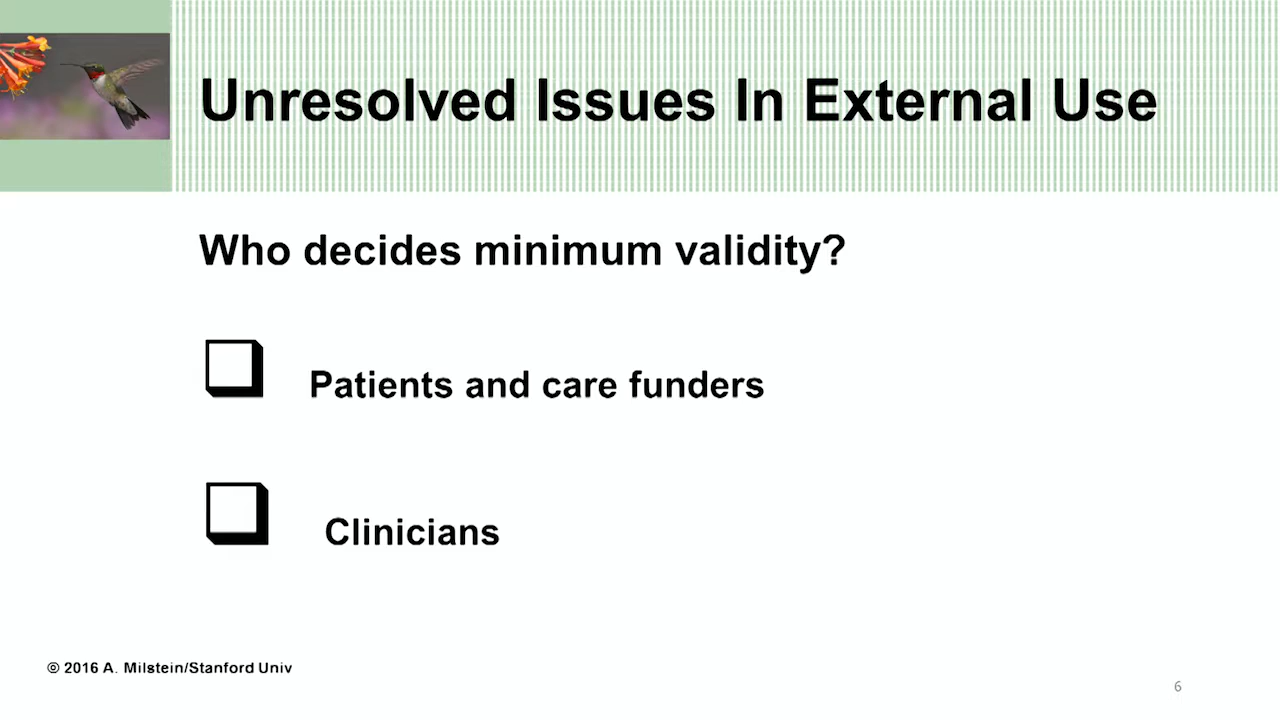 Unresolved Issues In External Use
Who decides minimum validity?
Patients and care funders
Clinicians
© 2016 A. Milstein/Stanford Univ
6